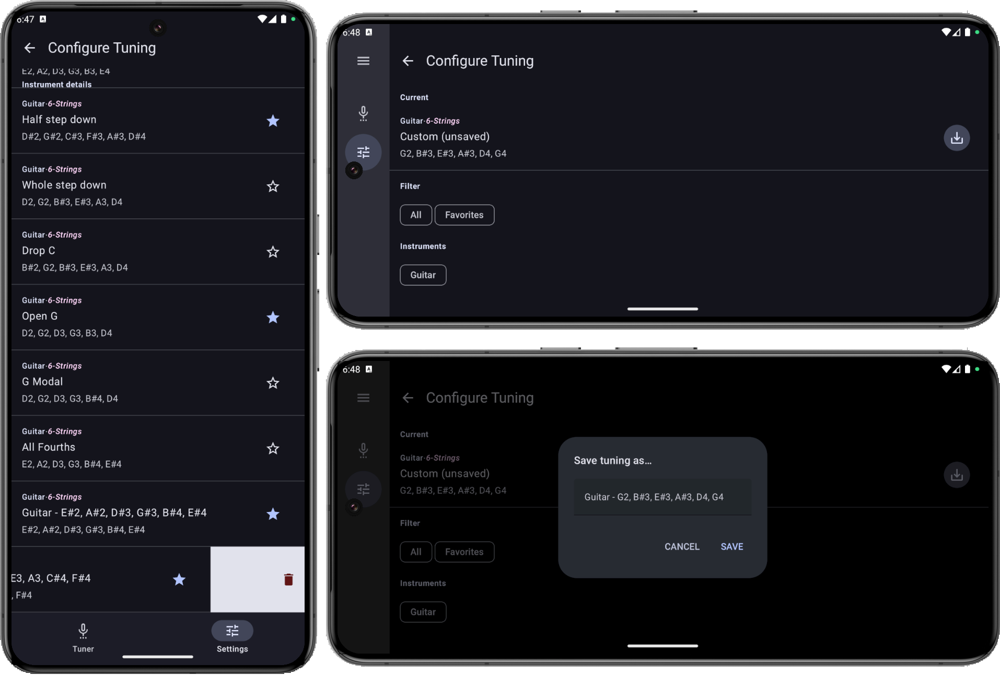 6:47
Configure Tuning
E2, A2, D3, G3, B3, E4
Instrument details
Guitar·6-Strings
Half step down
D#2, G#2, C#3, F#3, A#3, D#4
Guitar·6-Strings
Whole step down
D2, G2, B#3, E#3, A3, D4
Guitar·6-Strings
Drop C
B#2, G2, B#3, E#3, A3, D4
Guitar·6-Strings
Open G
D2, G2, D3, G3, B3, D4
Guitar·6-Strings
G Modal
D2, G2, D3, G3, B#4, D4
Guitar·6-Strings
All Fourths
E2, A2, D3, G3, B#4, E#4
Guitar·6-Strings
Guitar - E#2, A#2, D#3, G#3, B#4, E#4
E#2, A#2, D#3, G#3, B#4, E#4
E3, A3, C#4, F#4
, F#4
Tuner
Settings
6:48
Configure Tuning
Current
Guitar·6-Strings
Custom (unsaved)
G2, B#3, E#3, A#3, D4, G4
Filter
All Favorites
Instruments
Guitar
6:48
Configure Tuning
Current
Guitar·6-Strings
Custom (unsaved)
G2, B#3, E#3, A#3, D4, G4
Filter
All Favorites
Instruments
Guitar
Save tuning as...
Guitar - G2, B#3, E#3, A#3, D4, G4
CANCEL SAVE